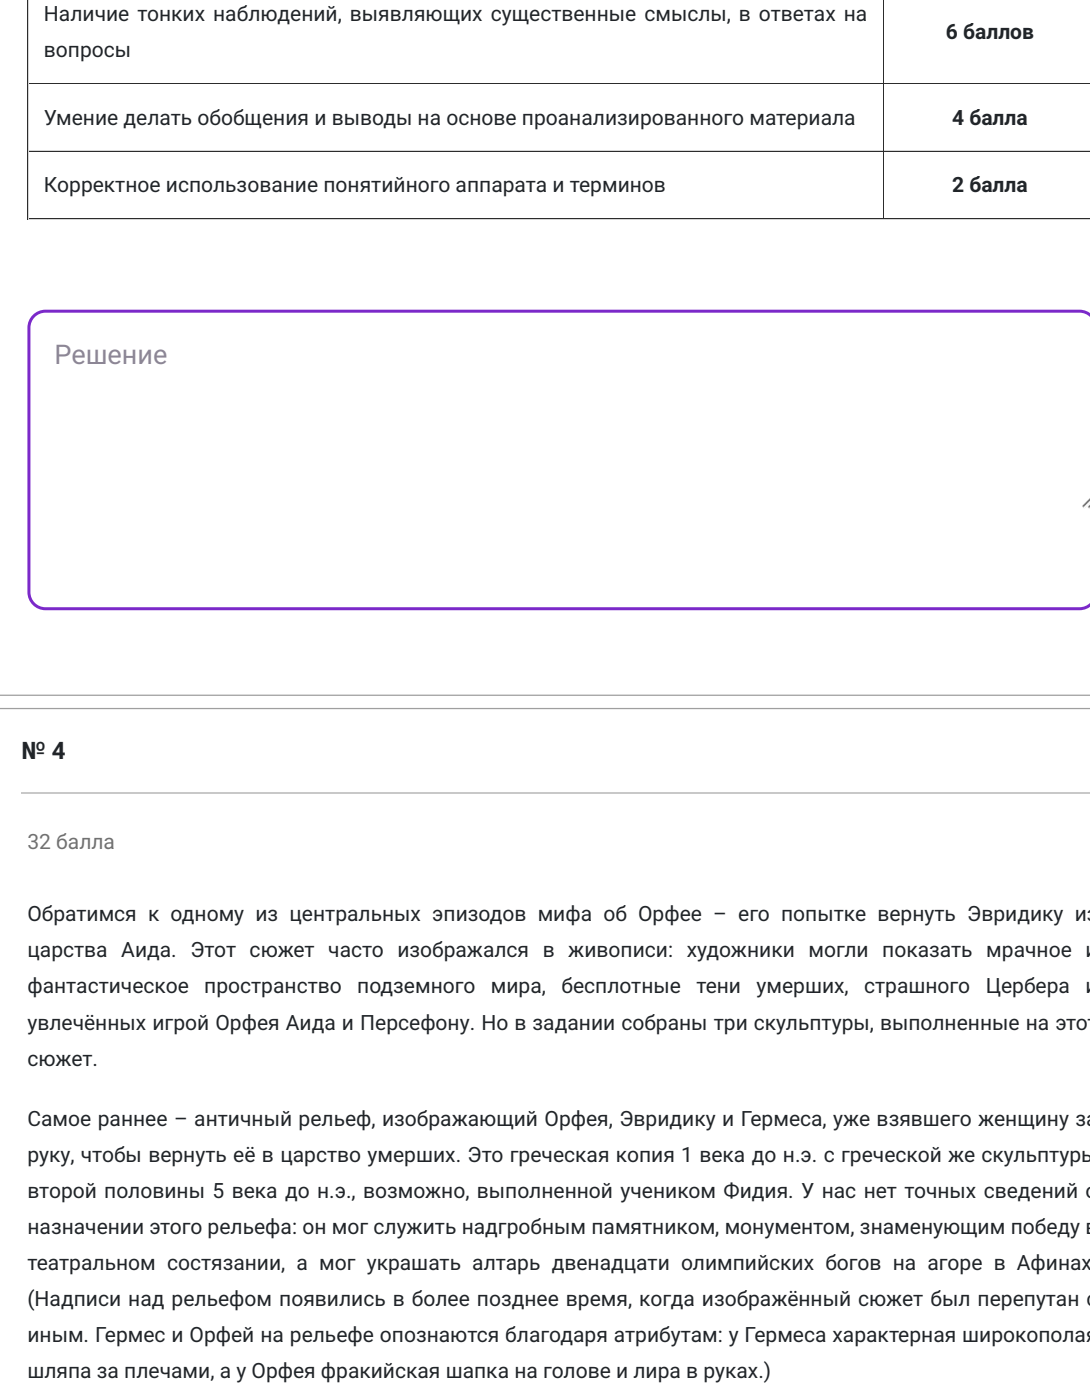 Наличие тонких наблюдений, выявляющих существенные смыслы, в ответах на
вопросы
6 баллов
Умение делать обобщения и выводы на основе проанализированного материала
4 балла
Корректное использование понятийного аппарата и терминов
2 балла
Решение
№ 4
32 балла
Обратимся к одному из центральных эпизодов мифа об Орфее – его попытке вернуть Эвридику из
царства Аида. Этот сюжет часто изображался в живописи: художники могли показать мрачное и
фантастическое пространство подземного мира, бесплотные тени умерших, страшного Цербера и
увлечённых игрой Орфея Аида и Персефону. Но в задании собраны три скульптуры, выполненные на этот
сюжет.
Самое раннее – античный рельеф, изображающий Орфея, Эвридику и Гермеса, уже взявшего женщину за
руку, чтобы вернуть её в царство умерших. Это греческая копия 1 века до н.э. с греческой же скульптуры
второй половины 5 века до н.э., возможно, выполненной учеником Фидия. У нас нет точных сведений о
назначении этого рельефа: он мог служить надгробным памятником, монументом, знаменующим победу в
театральном состязании, а мог украшать алтарь двенадцати олимпийских богов на агоре в Афинах.
(Надписи над рельефом появились в более позднее время, когда изображённый сюжет был перепутан с
иным. Гермес и Орфей на рельефе опознаются благодаря атрибутам: у Гермеса характерная широкополая
шляпа за плечами, а у Орфея фракийская шапка на голове и лира в руках.)